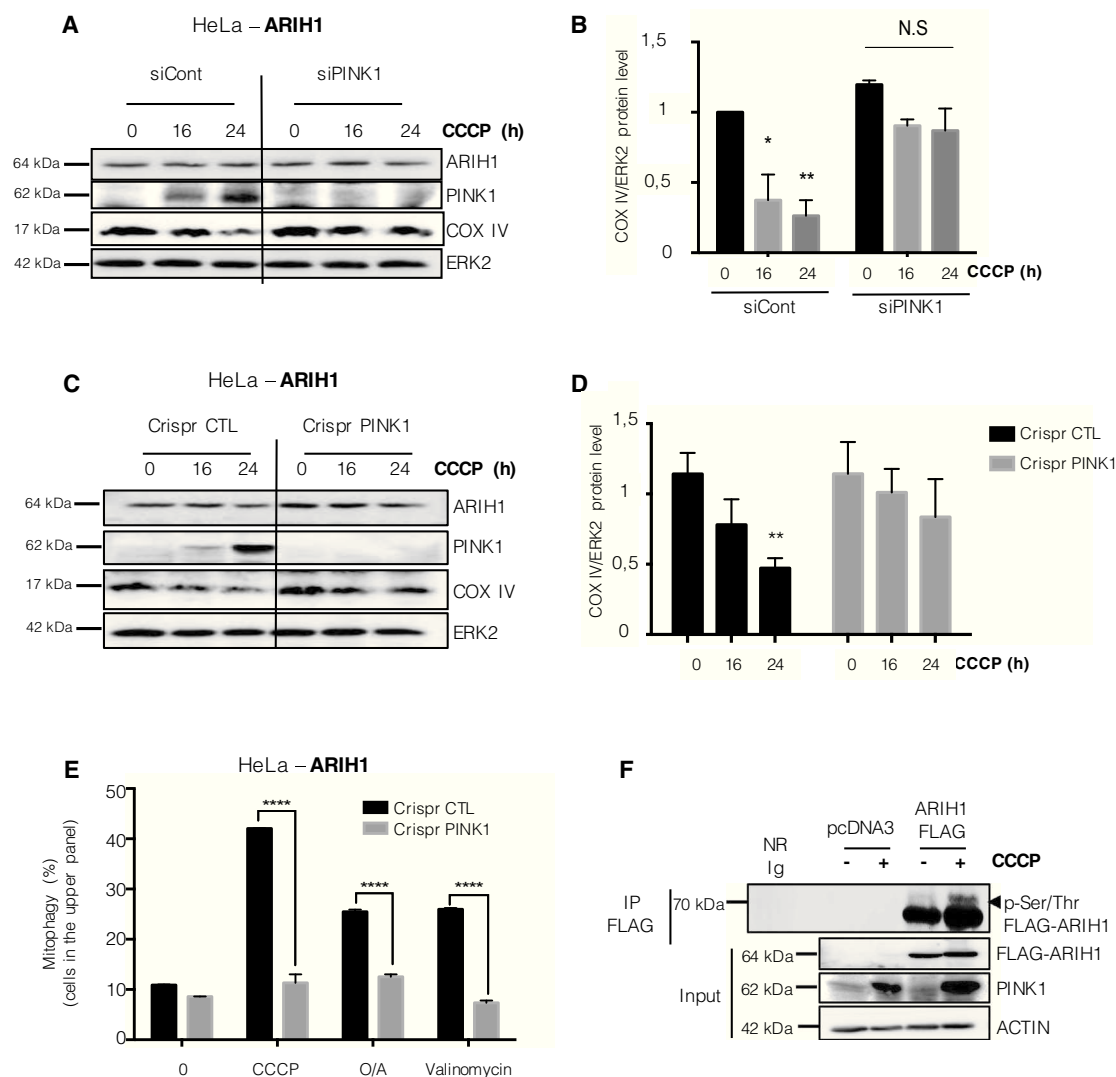 A
HeLa – ARIH1
siCont siPINK1
0 16 24 0 16 24 CCCP (h)
64 kDa ARIH1
62 kDa PINK1
17 kDa COX IV
42 kDa ERK2
B
N.S
COX IV/ERK2 protein level
1,5
1
0,5
0
*
**
0 16 24 0 16 24 CCCP (h)
siCont siPINK1
C
HeLa – ARIH1
Crispr CTL Crispr PINK1
0 16 24 0 16 24 CCCP (h)
64 kDa ARIH1
62 kDa PINK1
17 kDa COX IV
42 kDa ERK2
D
COX IV/ERK2 protein level
1,5
1
0,5
0
**
Crispr CTL
Crispr PINK1
0 16 24 0 16 24 CCCP (h)
E
HeLa – ARIH1
Mitophagy (%)
(cells in the upper panel)
50
40
30
20
10
0
**** **** ****
Crispr CTL
Crispr PINK1
0 CCCP O/A Valinomycin
F
NR
Ig
pcDNA3
ARIH1
FLAG
- + - + CCCP
IP
FLAG
70 kDa p-Ser/Thr
FLAG-ARIH1
Input
64 kDa FLAG-ARIH1
62 kDa PINK1
42 kDa ACTIN